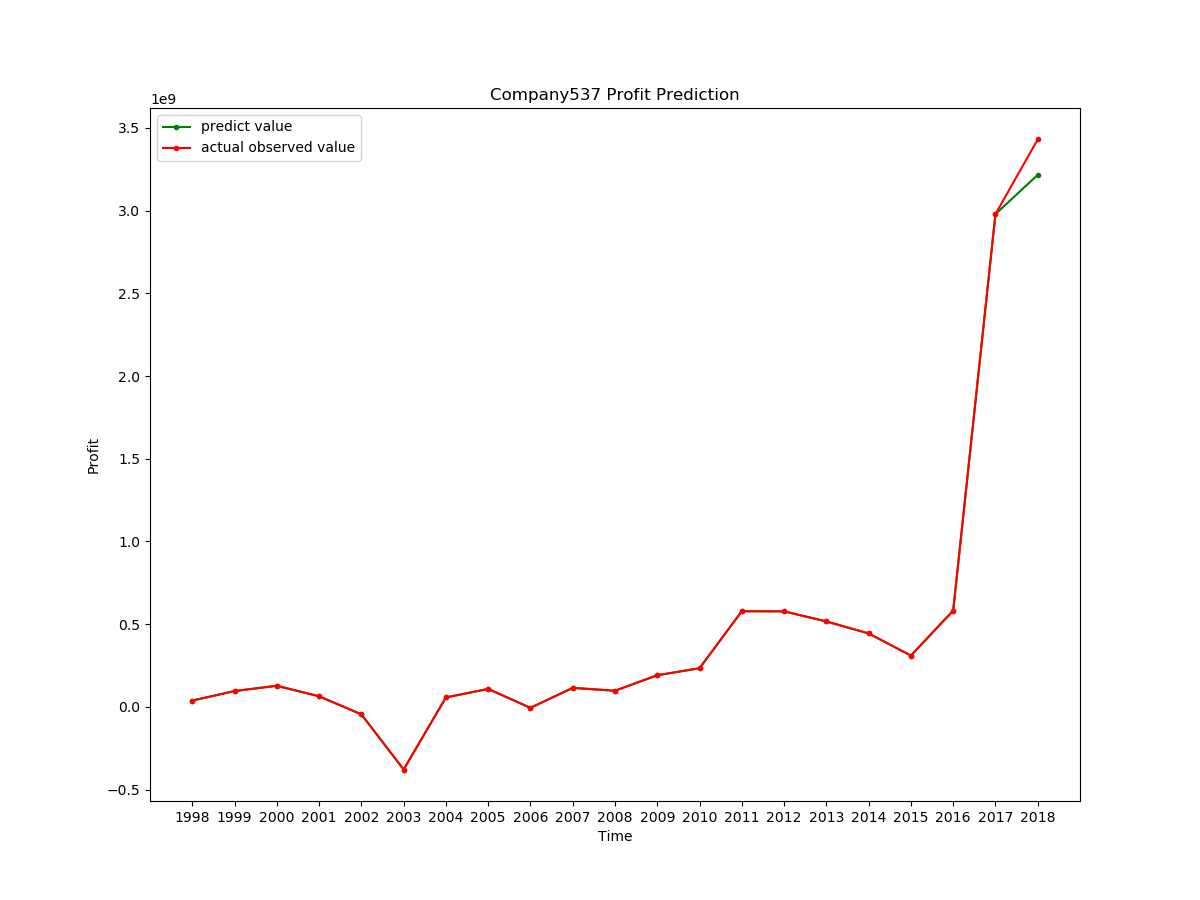 Company537 Profit Prediction
1e9
predict value
actual observed value
3.5
3.0
2.5
2.0
1.5
1.0
0.5
0.0
−0.5
Profit
1998 1999 2000 2001 2002 2003 2004 2005 2006 2007 2008 2009 2010 2011 2012 2013 2014 2015 2016 2017 2018
Time